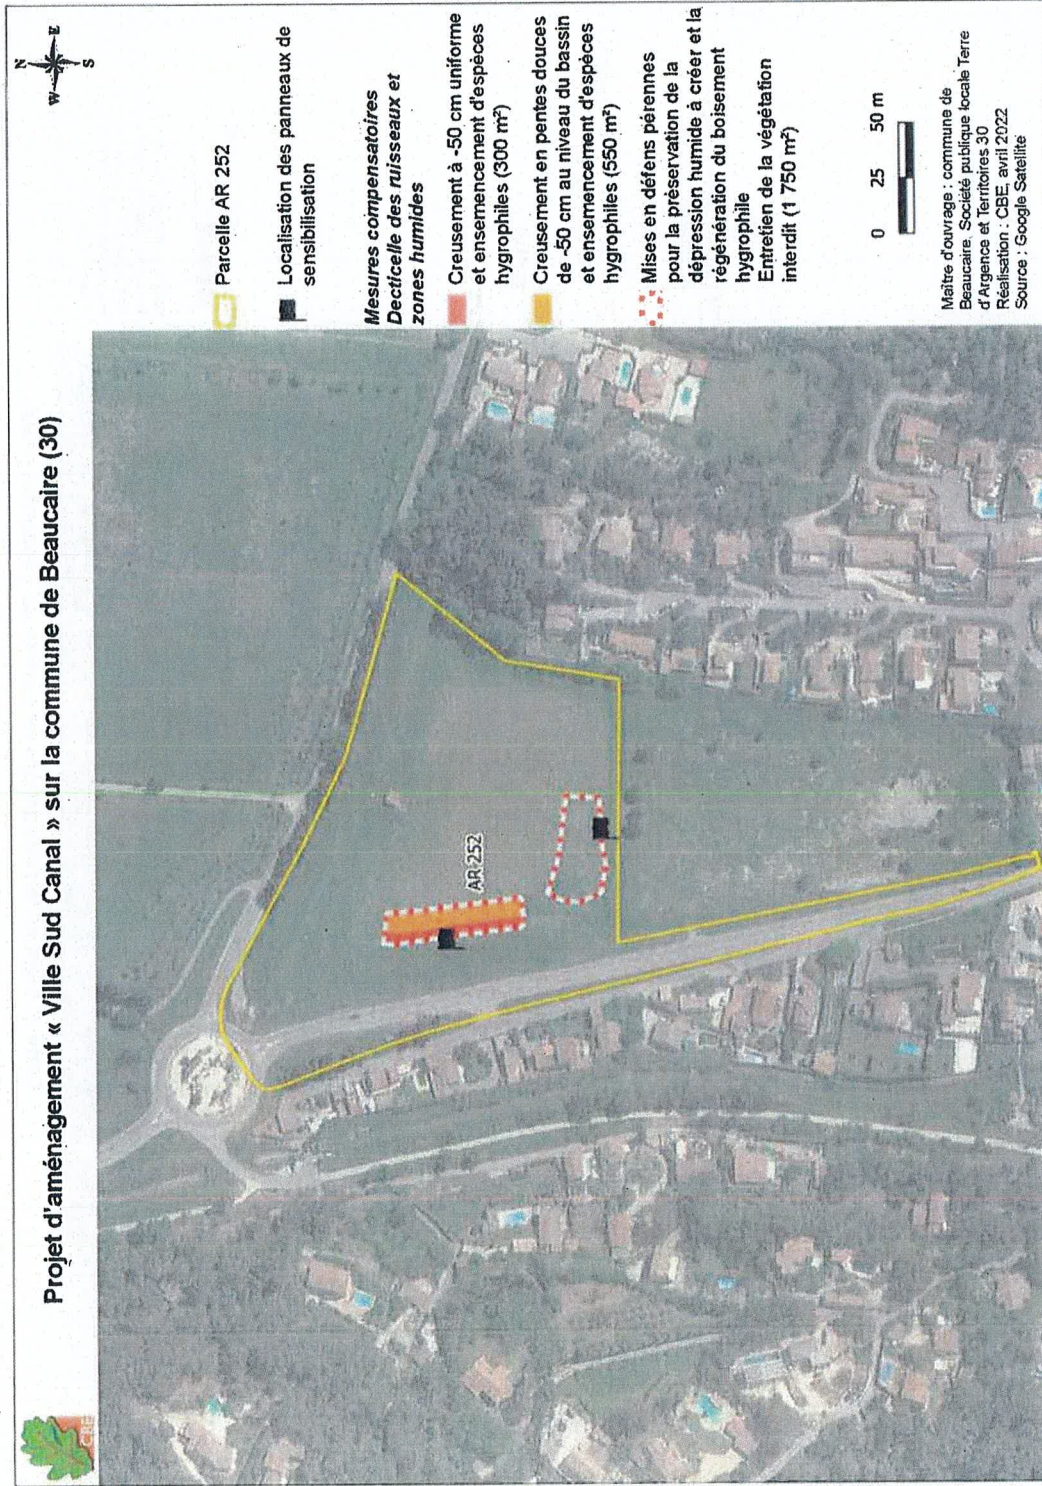 Projet d'aménagement « Ville Sud Canal » sur la commune de Beaucaire (30)
CBE
N
W
E
S
Parcelle AR 252
Localisation des panneaux de
sensibilisation
Mesures compensatoires
Decticelle des ruisseaux et
zones humides
Creusement à -50 cm uniforme
et ensencement d'espèces
hygrophiles (300 m²)
Creusement en pentes douces
de -50 cm au niveau du bassin
et ensencement d'espèces
hygrophiles (550 m²)
Mises en défens pérennes
pour la préservation de la
dépression humide à créer et la
régénération du boisement
hygrophile
Entretien de la végétation
interdit (1 750 m²)
0 25 50 m
Maître d'ouvrage : commune de
Beaucaire, Société publique locale Terre
d'Argence et Territoires 30
Réalisation : CBE, avril 2022
Source : Google Satellite
AR 252